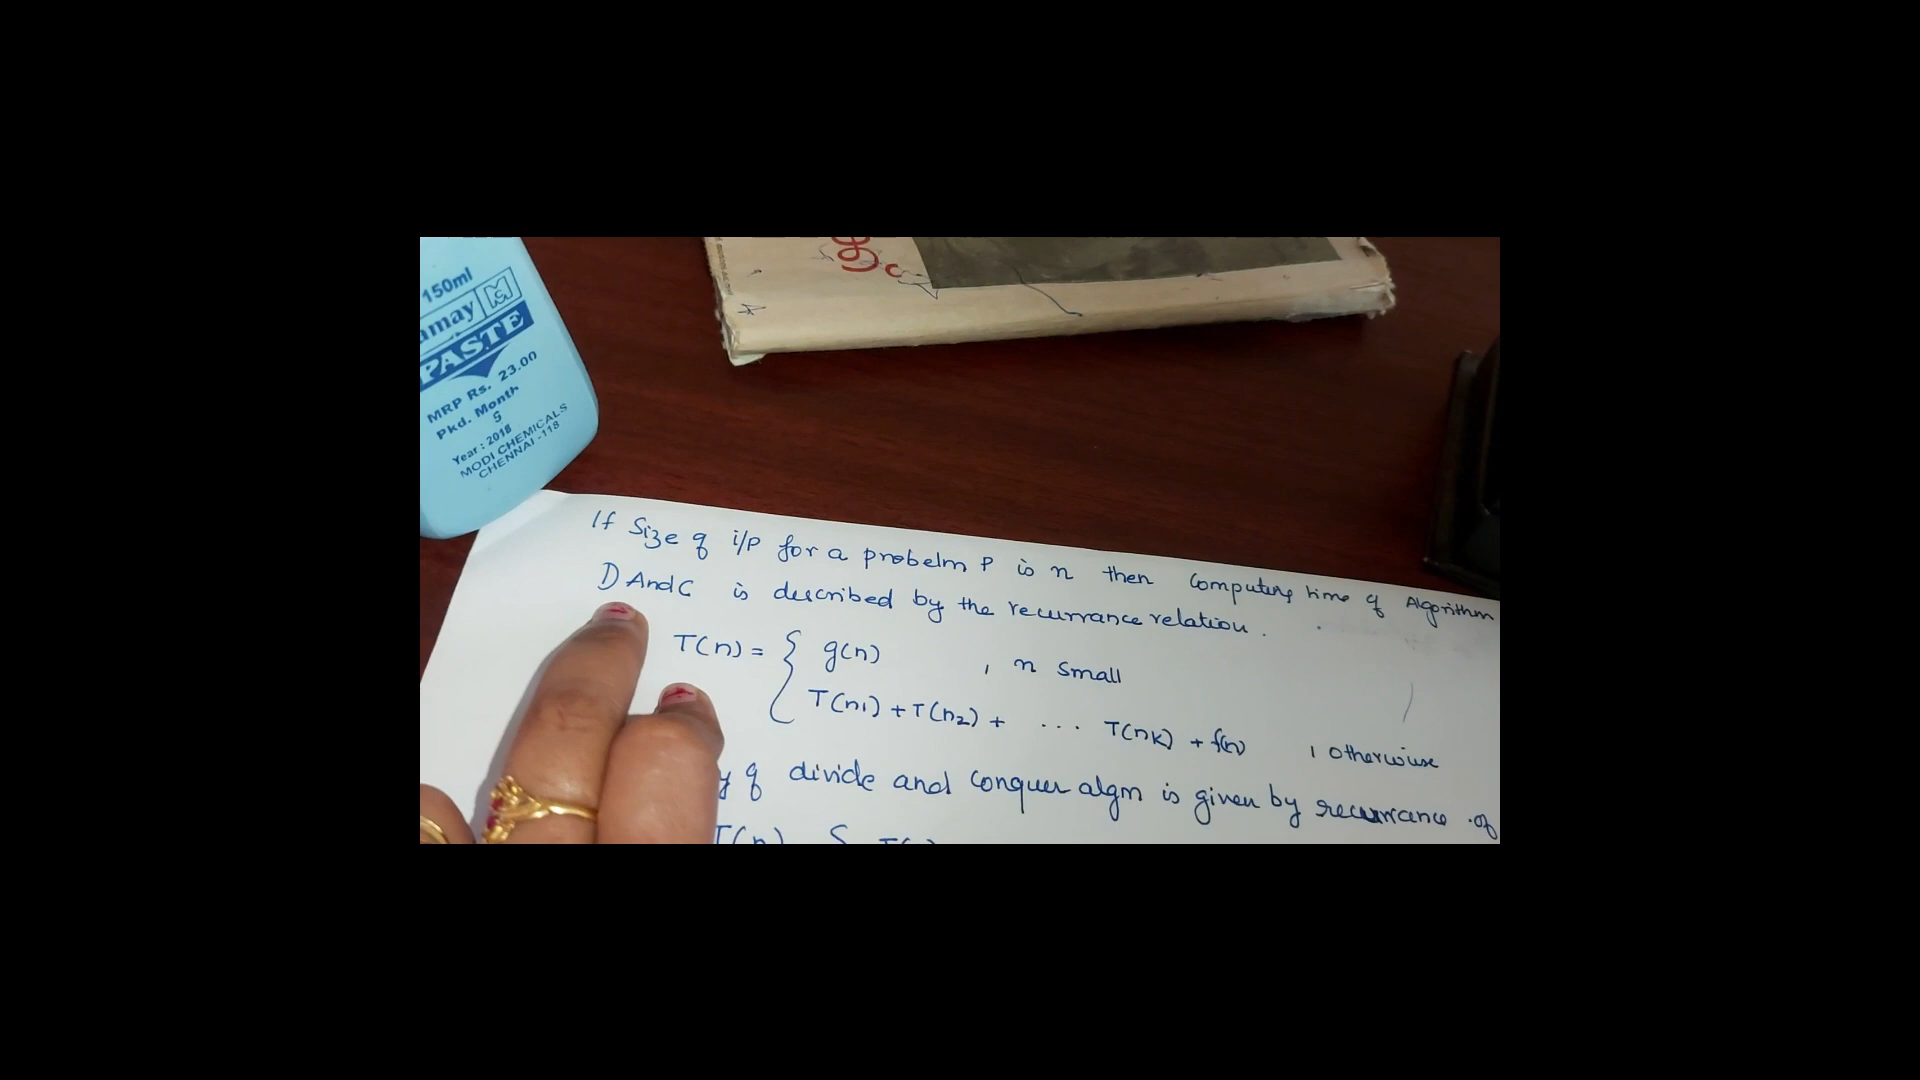 150ml
PASTE
MRP Rs. 23.00
Pkd. Month
5
Year : 2018
MODI CHEMICALS
CHENNAI -118
If Size of i/p for a probelm P is n then Computing time of Algorithm
DAndC is described by the recurrance relation.
T(n) = { g(n) , n small
T(n1) + T(n2) + ... T(nk) + f(n) , otherwise
of divide and conquer algm is given by recurrance of
T(n)